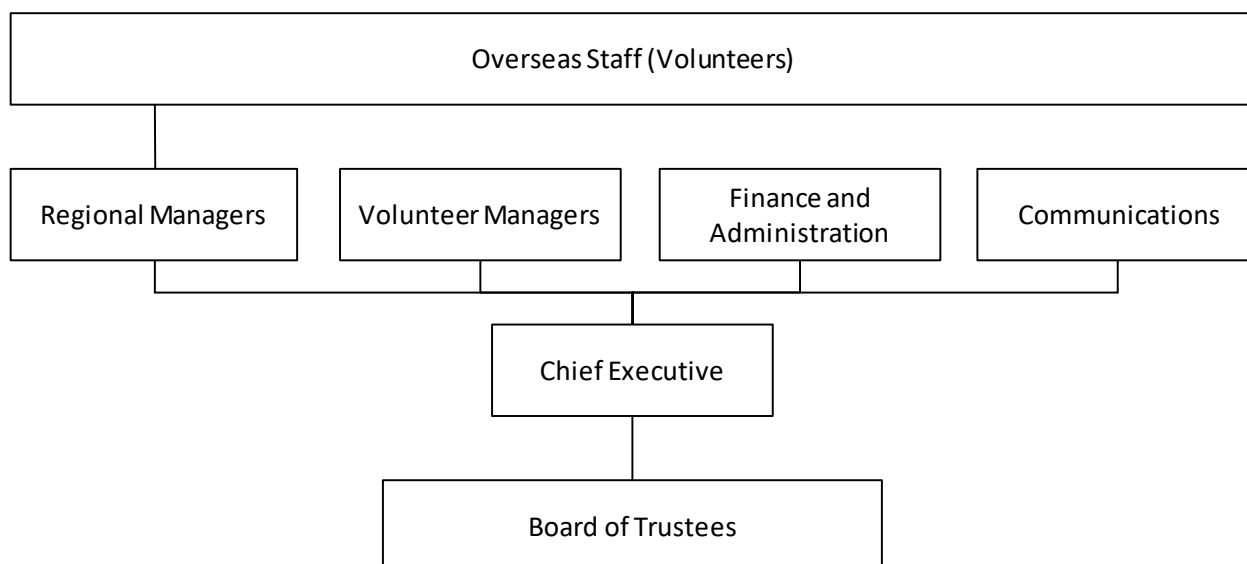 Overseas Staff (Volunteers)
Regional Managers
Volunteer Managers
Finance and
Administration
Communications
Chief Executive
Board of Trustees